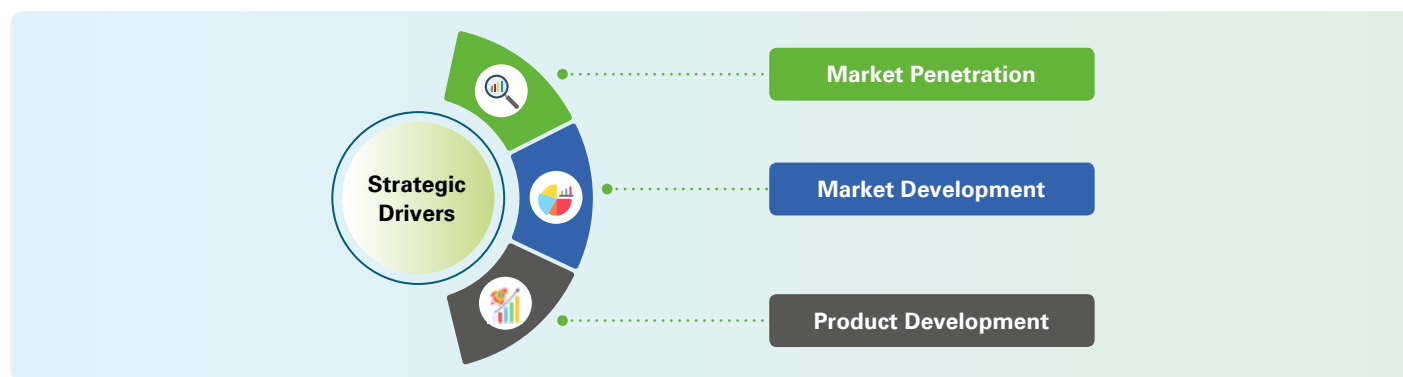 Strategic
Drivers
Market Penetration
Market Development
Product Development